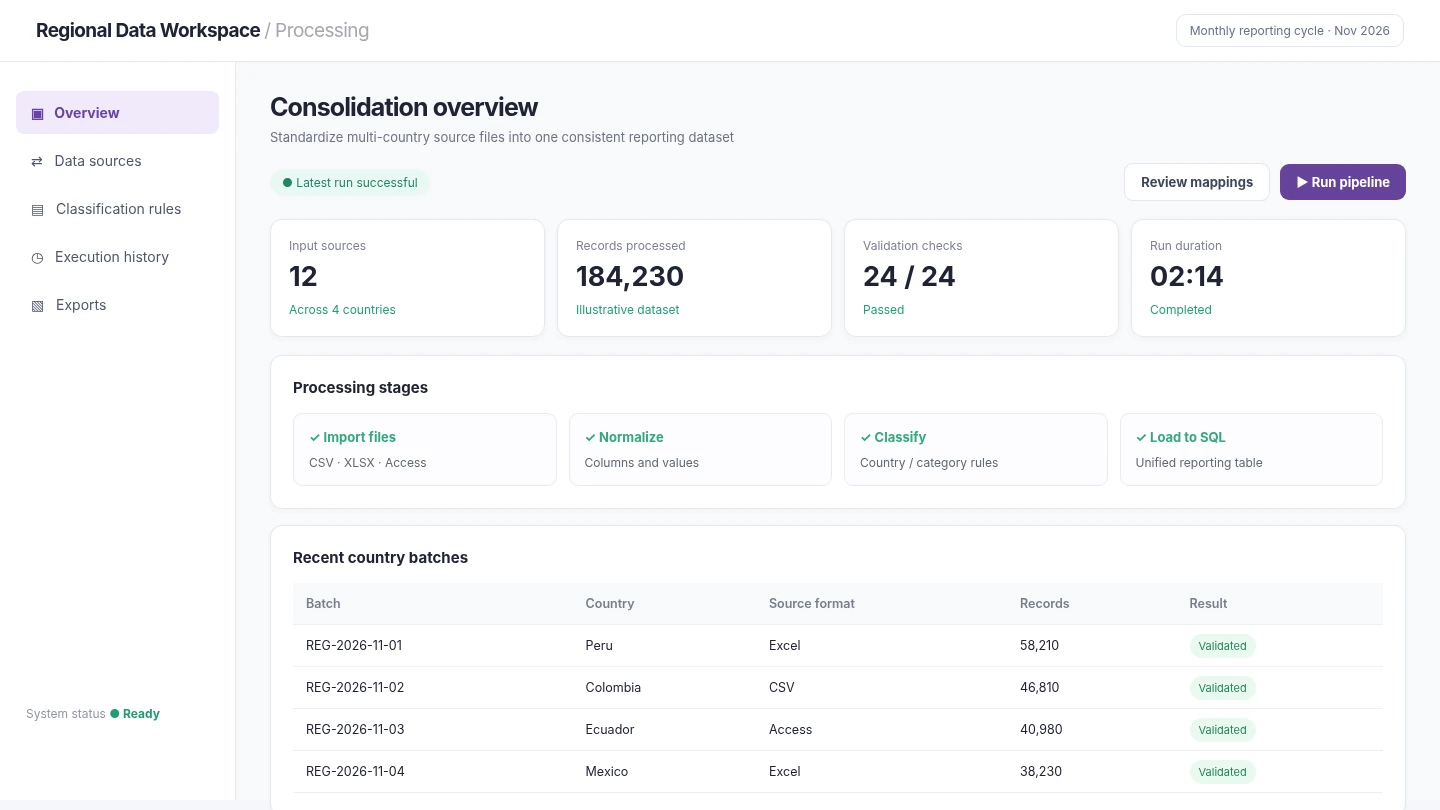 Regional Data Workspace / Processing
Monthly reporting cycle · Nov 2026
Overview
Data sources
Classification rules
Execution history
Exports
System status ● Ready
Consolidation overview
Standardize multi-country source files into one consistent reporting dataset
● Latest run successful
Review mappings
▶ Run pipeline
Input sources
12
Across 4 countries
Records processed
184,230
Illustrative dataset
Validation checks
24 / 24
Passed
Run duration
02:14
Completed
Processing stages
✓ Import files
CSV · XLSX · Access
✓ Normalize
Columns and values
✓ Classify
Country / category rules
✓ Load to SQL
Unified reporting table
Recent country batches
Batch Country Source format Records Result
REG-2026-11-01 Peru Excel 58,210 Validated
REG-2026-11-02 Colombia CSV 46,810 Validated
REG-2026-11-03 Ecuador Access 40,980 Validated
REG-2026-11-04 Mexico Excel 38,230 Validated